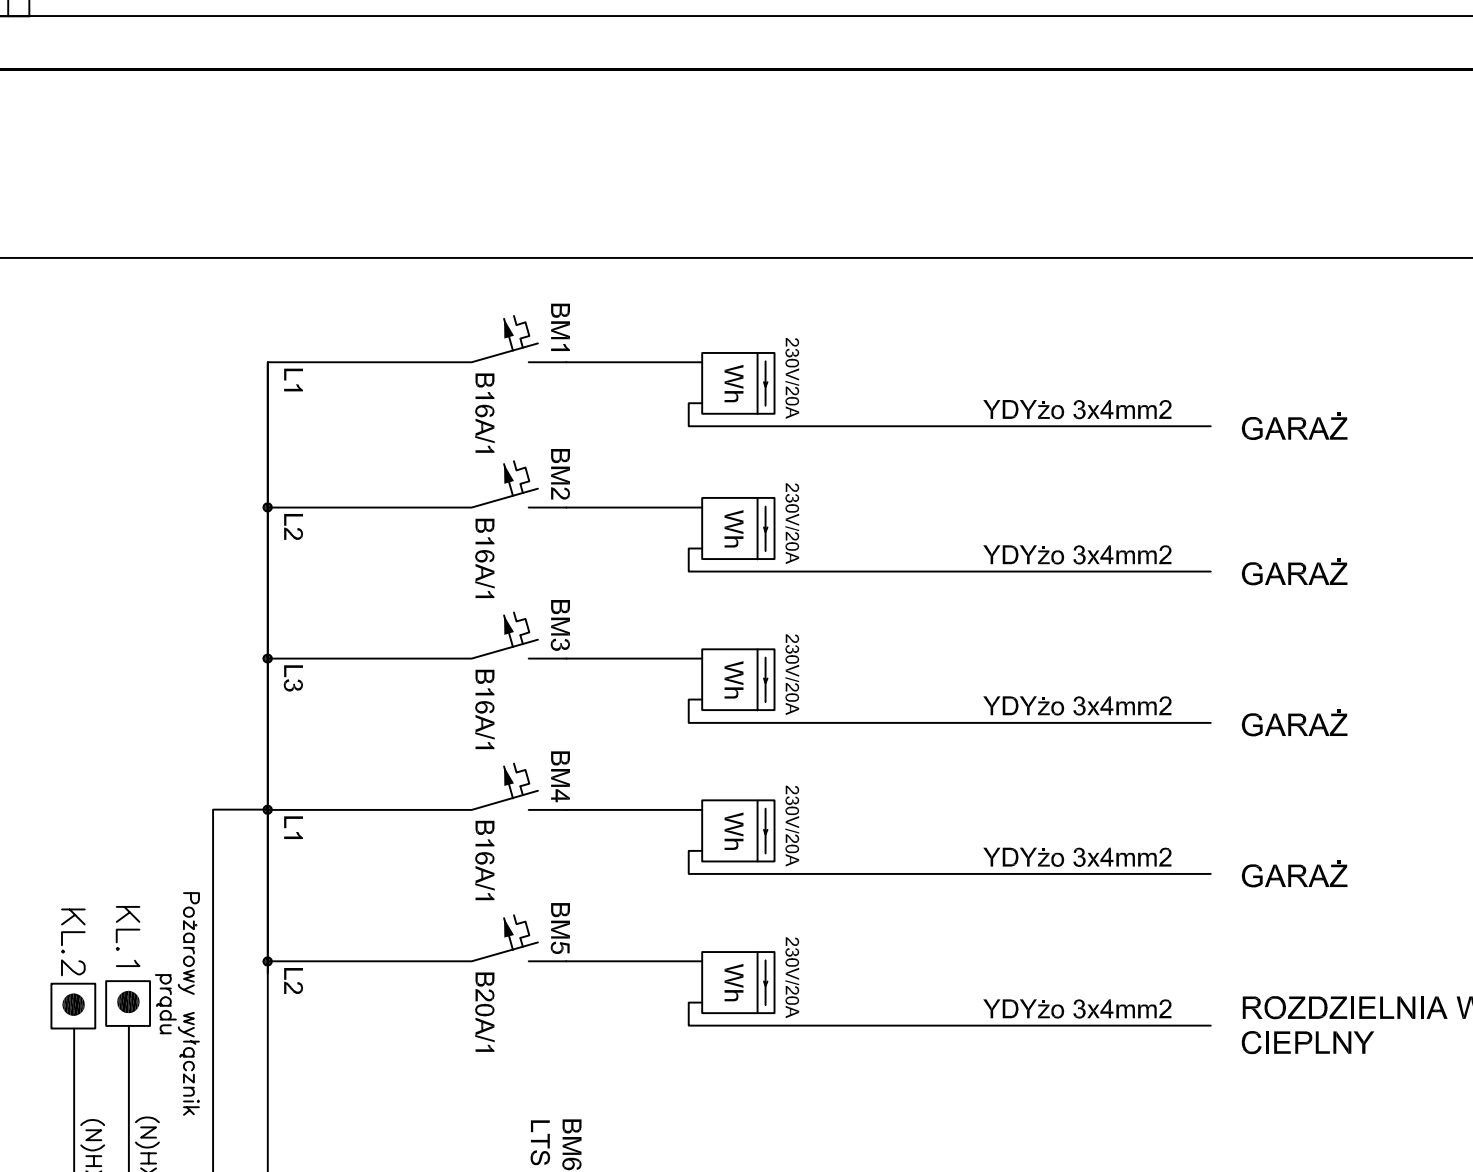 BM1
230V/20A
Wh
L1
B16A/1
YDYżo 3x4mm2
GARAŻ
BM2
230V/20A
Wh
L2
B16A/1
YDYżo 3x4mm2
GARAŻ
BM3
230V/20A
Wh
L3
B16A/1
YDYżo 3x4mm2
GARAŻ
BM4
230V/20A
Wh
L1
B16A/1
YDYżo 3x4mm2
GARAŻ
BM5
230V/20A
Wh
L2
B20A/1
YDYżo 3x4mm2
ROZDZIELNIA W
CIEPLNY
Pożarowy wyłącznik
prądu
KL.1
KL.2
BM6
LTS